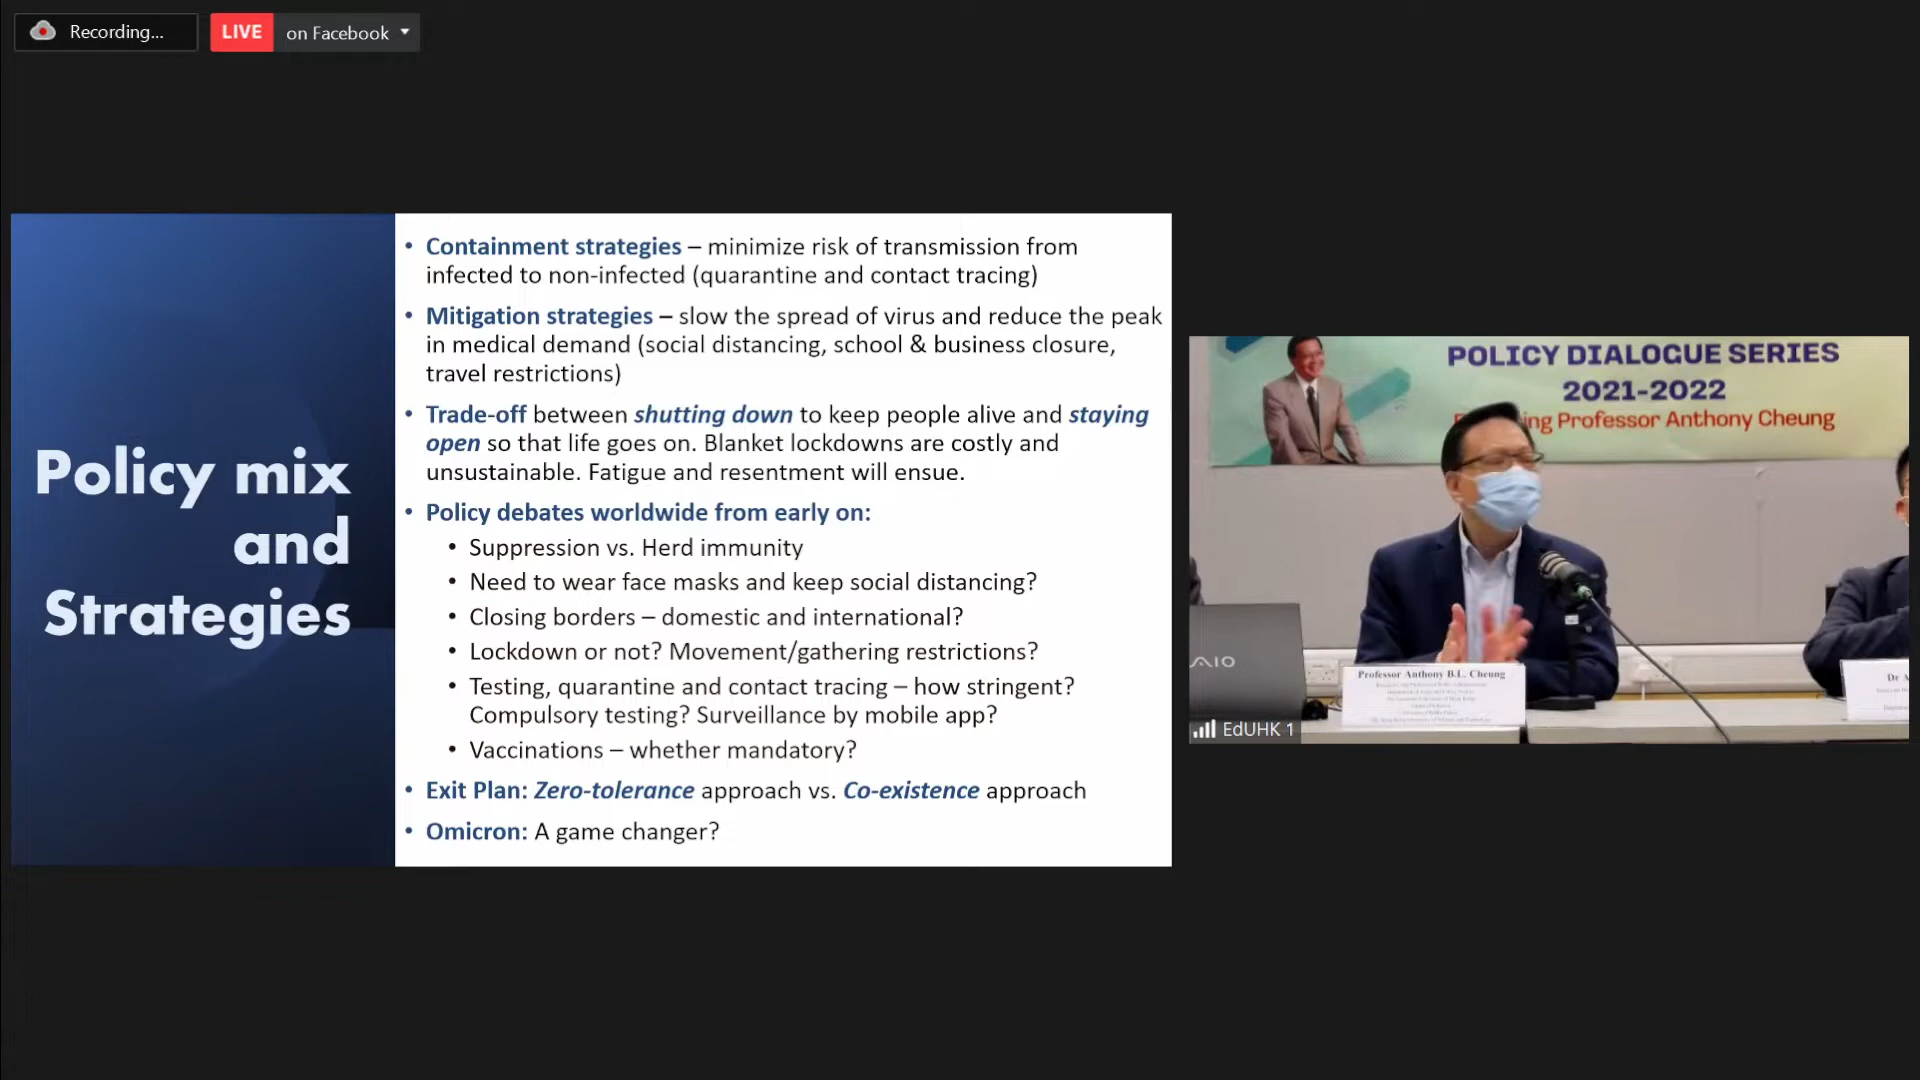 Recording...
LIVE on Facebook
Policy mix
and
Strategies
• Containment strategies – minimize risk of transmission from
infected to non-infected (quarantine and contact tracing)
• Mitigation strategies – slow the spread of virus and reduce the peak
in medical demand (social distancing, school & business closure,
travel restrictions)
• Trade-off between shutting down to keep people alive and staying
open so that life goes on. Blanket lockdowns are costly and
unsustainable. Fatigue and resentment will ensue.
• Policy debates worldwide from early on:
• Suppression vs. Herd immunity
• Need to wear face masks and keep social distancing?
• Closing borders – domestic and international?
• Lockdown or not? Movement/gathering restrictions?
• Testing, quarantine and contact tracing – how stringent?
Compulsory testing? Surveillance by mobile app?
• Vaccinations – whether mandatory?
• Exit Plan: Zero-tolerance approach vs. Co-existence approach
• Omicron: A game changer?
POLICY DIALOGUE SERIES
2021-2022
Professor Anthony Cheung
AIO
Professor Anthony B.L. Cheung
Dr
EdUHK 1